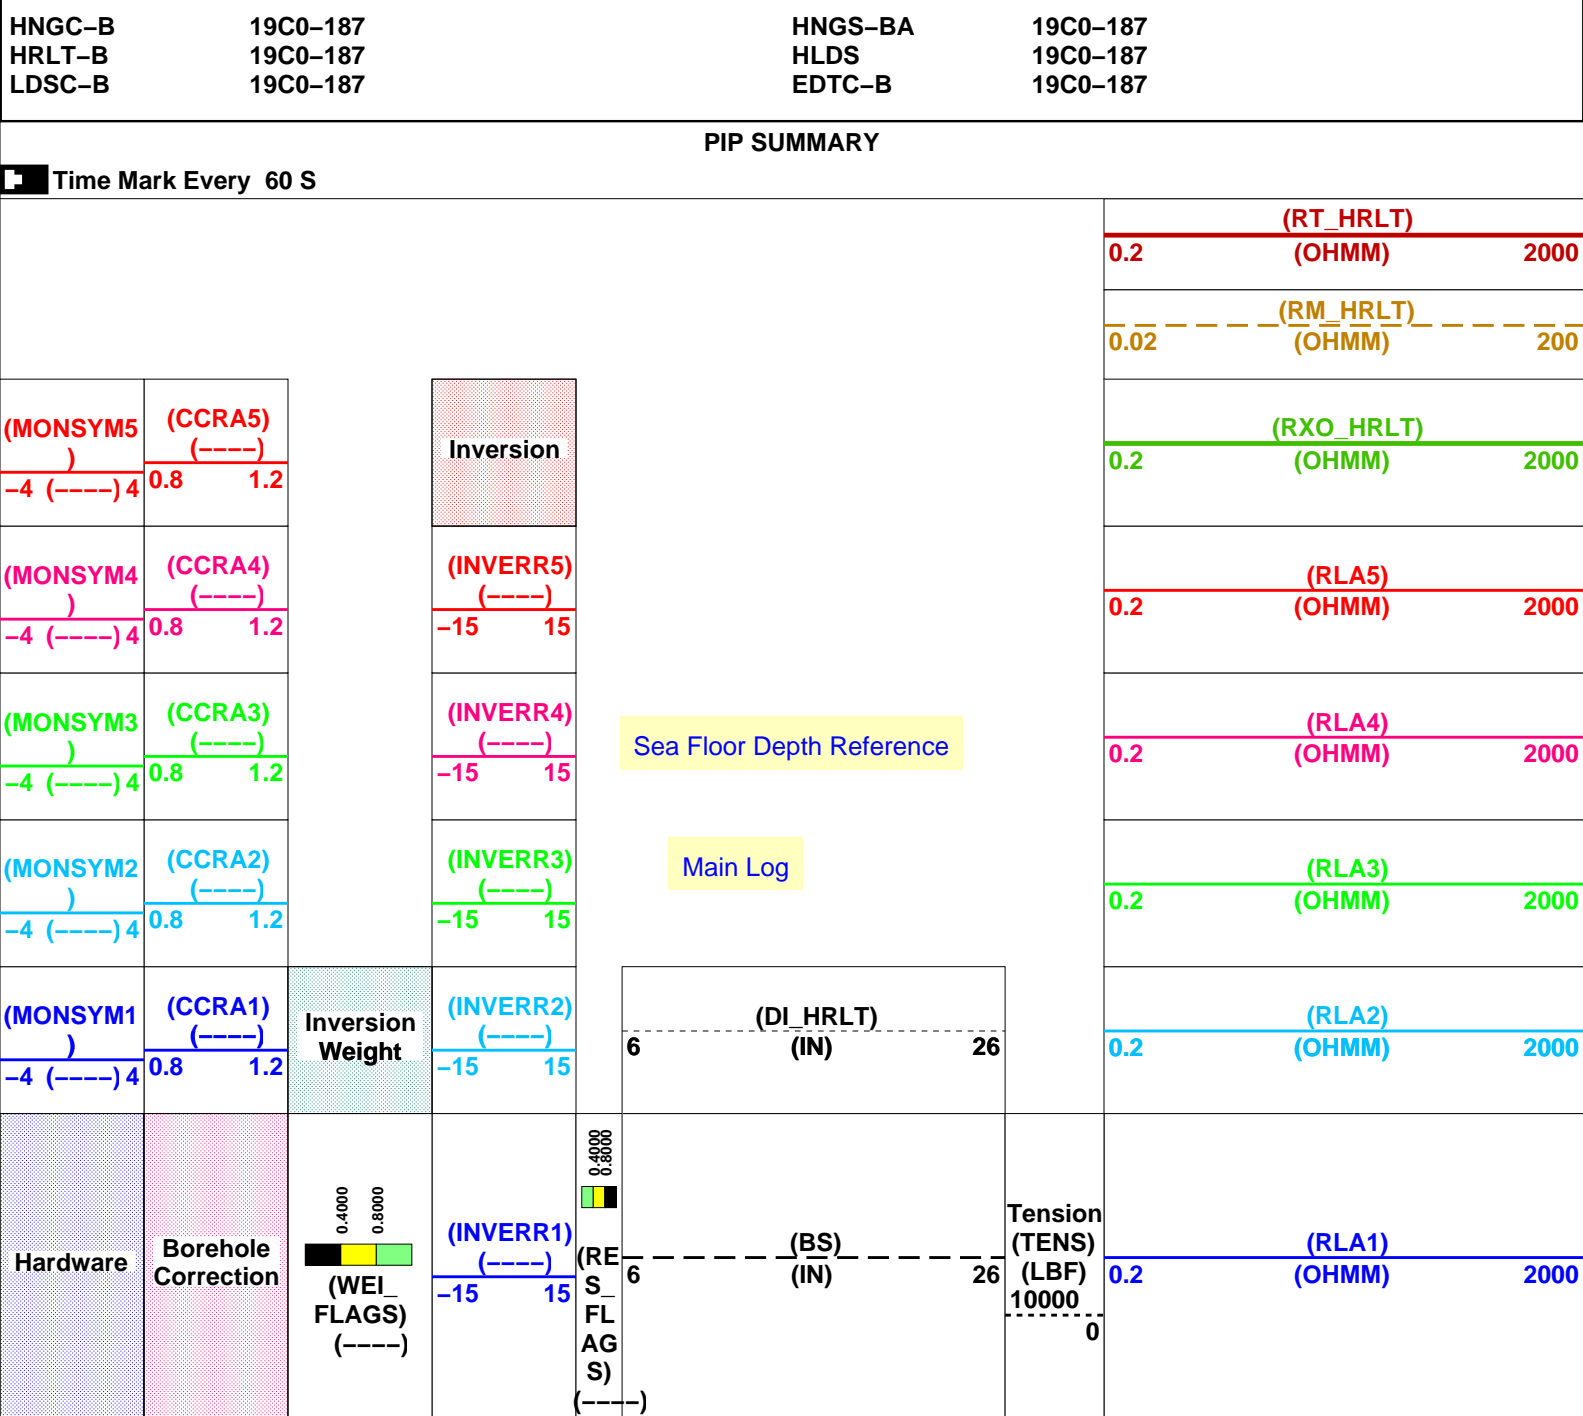 HNGC–B 19C0–187 HNGS–BA 19C0–187
HRLT–B 19C0–187 HLDS 19C0–187
LDSC–B 19C0–187 EDTC–B 19C0–187
PIP SUMMARY
Time Mark Every 60 S
(RT_HRLT)
0.2 (OHMM) 2000
(RM_HRLT)
0.02 (OHMM) 200
(MONSYM5
)
–4 (––––) 4
(CCRA5)
(––––)
0.8 1.2
Inversion
(RXO_HRLT)
0.2 (OHMM) 2000
(MONSYM4
)
–4 (––––) 4
(CCRA4)
(––––)
0.8 1.2
(INVERR5)
(––––)
–15 15
(RLA5)
0.2 (OHMM) 2000
(MONSYM3
)
–4 (––––) 4
(CCRA3)
(––––)
0.8 1.2
(INVERR4)
(––––)
–15 15
Sea Floor Depth Reference
(RLA4)
0.2 (OHMM) 2000
(MONSYM2
)
–4 (––––) 4
(CCRA2)
(––––)
0.8 1.2
(INVERR3)
(––––)
–15 15
Main Log
(RLA3)
0.2 (OHMM) 2000
(MONSYM1
)
–4 (––––) 4
(CCRA1)
(––––)
0.8 1.2
Inversion
Weight
(INVERR2)
(––––)
–15 15
(DI_HRLT)
6 (IN) 26
(RLA2)
0.2 (OHMM) 2000
Hardware
Borehole
Correction
0.4000
0.8000
(WEI_
FLAGS)
(––––)
(INVERR1)
(––––)
–15 15
0.4000
0.8000
(RE
S_
FL
AG
S)
(––––)
(BS)
6 (IN) 26
Tension
(TENS)
(LBF)
10000
0
(RLA1)
0.2 (OHMM) 2000